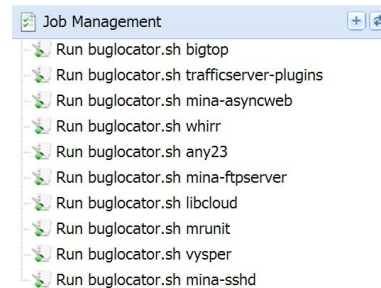 Job Management
Run buglocator.sh bigtop
Run buglocator.sh trafficserver-plugins
Run buglocator.sh mina-asyncweb
Run buglocator.sh whirr
Run buglocator.sh any23
Run buglocator.sh mina-ftpserver
Run buglocator.sh libcloud
Run buglocator.sh mrunit
Run buglocator.sh vysper
Run buglocator.sh mina-sshd